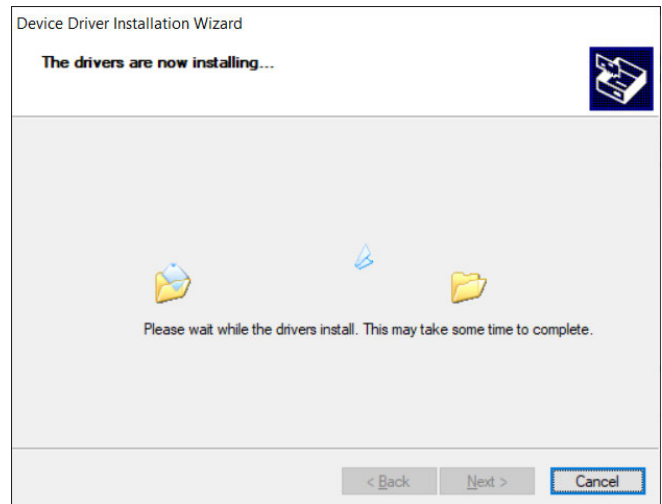 Device Driver Installation Wizard
The drivers are now installing...
Please wait while the drivers install. This may take some time to complete.
< Back Next > Cancel